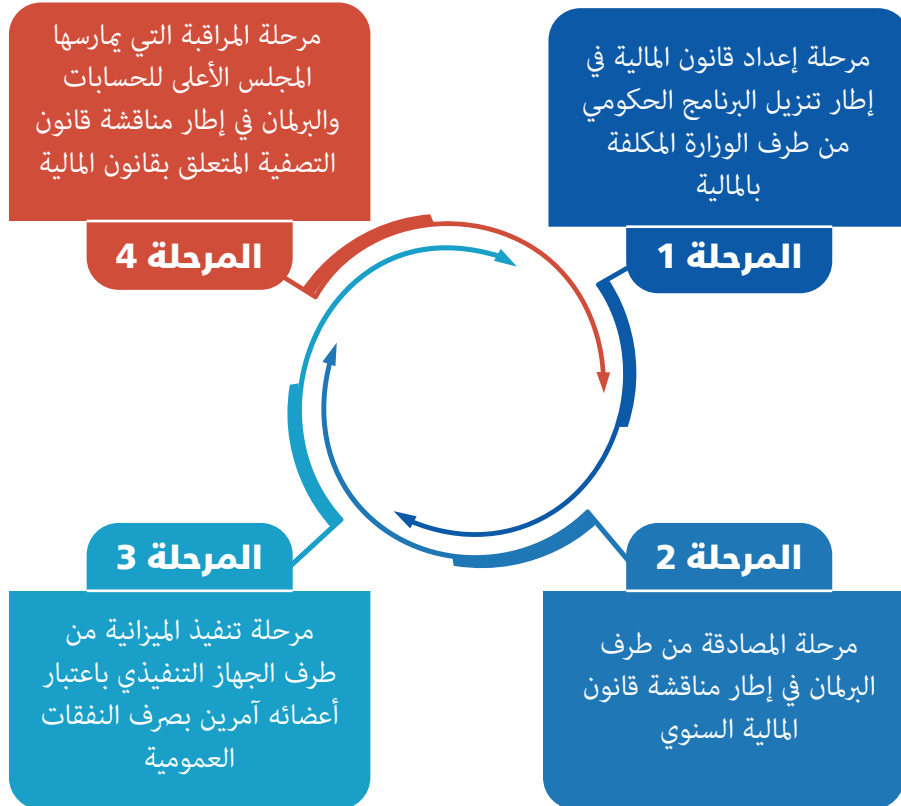 المرحلة 1
مرحلة إعداد قانون المالية في
إطار تنزيل البرنامج الحكومي
من طرف الوزارة المكلفة
بالمالية
المرحلة 2
مرحلة المصادقة من طرف
البرلمان في إطار مناقشة قانون
المالية السنوي
المرحلة 3
مرحلة تنفيذ الميزانية من
طرف الجهاز التنفيذي باعتبار
أعضائه آمرين بصرف النفقات
العمومية
المرحلة 4
مرحلة المراقبة التي يمارسها
المجلس الأعلى للحسابات
والبرلمان في إطار مناقشة قانون
التصفية المتعلق بقانون المالية